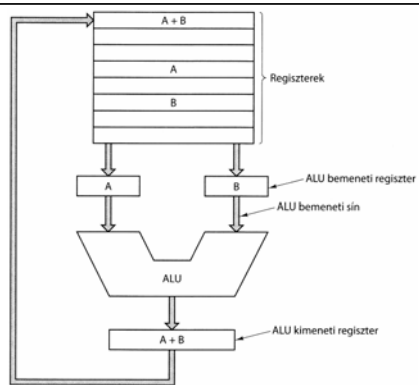 A + B
A
Regiszterek
B
A
B
ALU bemeneti regiszter
ALU bemeneti sín
ALU
A + B
ALU kimeneti regiszter